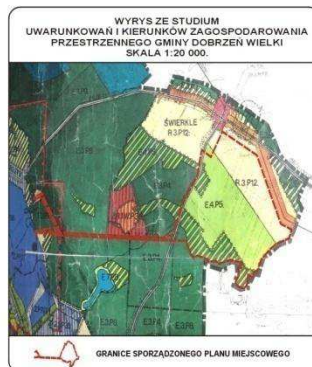 WYRYS ZE STUDIUM
UWARUNKOWAŃ I KIERUNKÓW ZAGOSPODAROWANIA
PRZESTRZENNEGO GMINY DOBRZEŃ WIELKI
SKALA 1:20 000.
ŚWIERKLE
R.3.P12.
R.3.P12.
E.4.P5.
GRANICE SPORZĄDZONEGO PLANU MIEJSCOWEGO